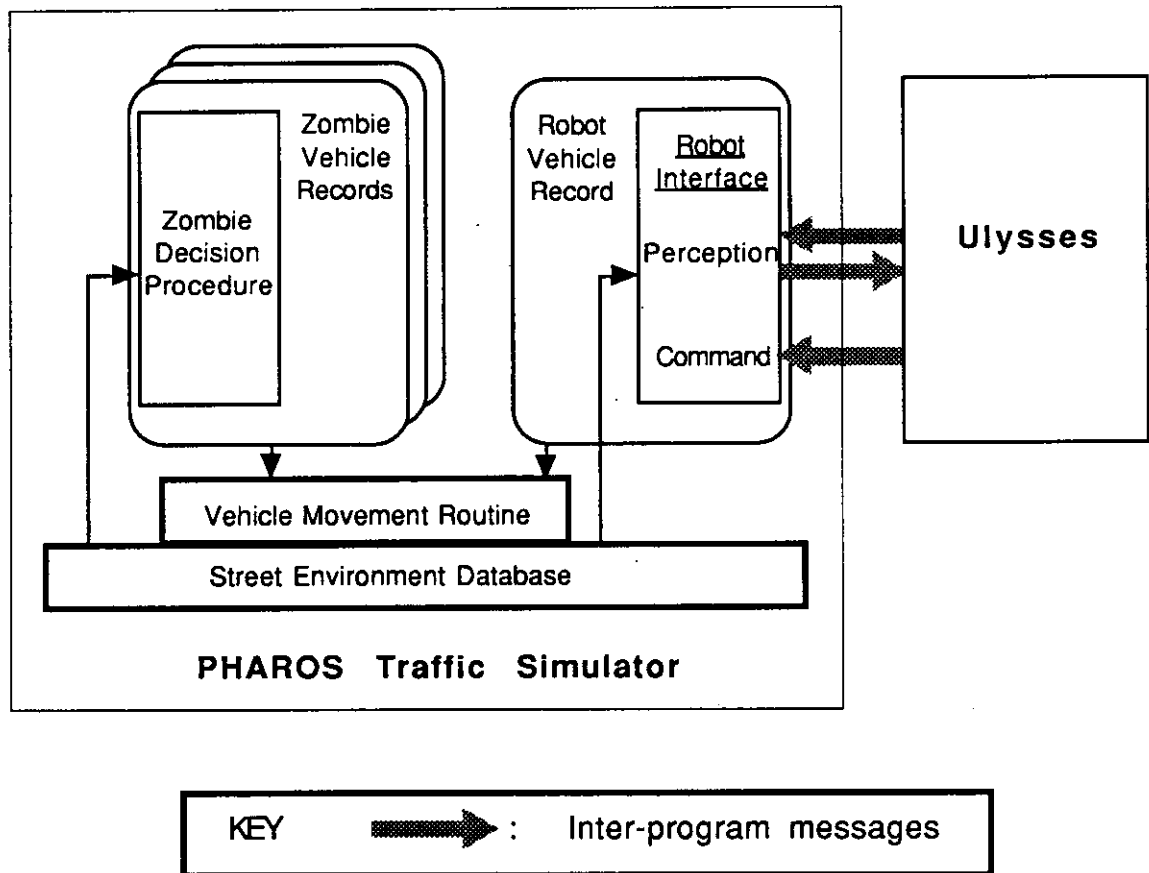 Zombie
Vehicle
Records
Zombie
Decision
Procedure
Robot
Vehicle
Record
Robot
Interface
Perception
Command
Ulysses
Vehicle Movement Routine
Street Environment Database
PHAROS Traffic Simulator
KEY : Inter-program messages